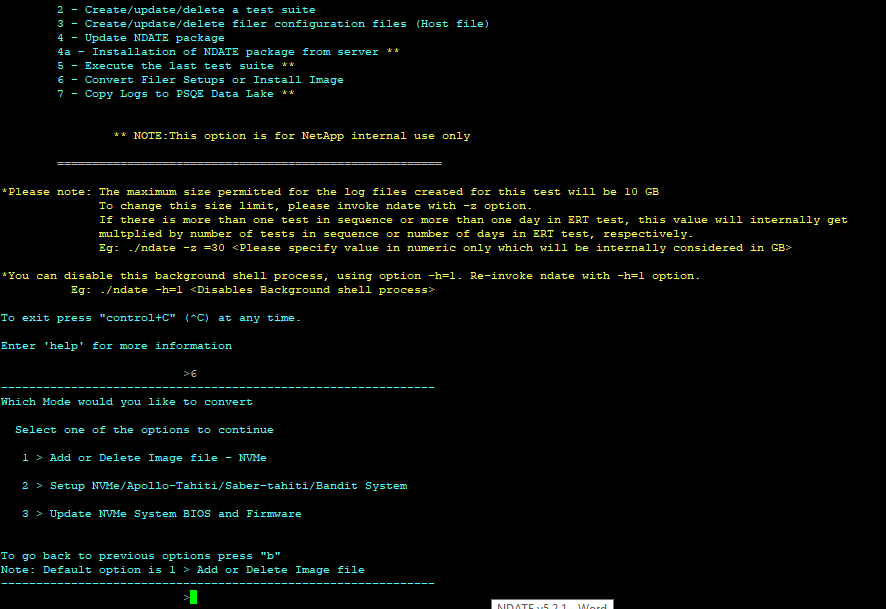 2 - Create/update/delete a test suite
3 - Create/update/delete filer configuration files (Host file)
4 - Update NDATE package
4a - Installation of NDATE package from server **
5 - Execute the last test suite **
6 - Convert Filer Setups or Install Image
7 - Copy Logs to PSQE Data Lake **
** NOTE:This option is for NetApp internal use only
=======================================================
*Please note: The maximum size permitted for the log files created for this test will be 10 GB
To change this size limit, please invoke ndate with -z option.
If there is more than one test in sequence or more than one day in ERT test, this value will internally get
multplied by number of tests in sequence or number of days in ERT test, respectively.
Eg: ./ndate -z =30 <Please specify value in numeric only which will be internally considered in GB>
*You can disable this background shell process, using option -h=1. Re-invoke ndate with -h=1 option.
Eg: ./ndate -h=1 <Disables Background shell process>
To exit press "control+C" (^C) at any time.
Enter 'help' for more information
>6
--------------------------------------------------------------
Which Mode would you like to convert
Select one of the options to continue
1 > Add or Delete Image file - NVMe
2 > Setup NVMe/Apollo-Tahiti/Saber-tahiti/Bandit System
3 > Update NVMe System BIOS and Firmware
To go back to previous options press "b"
Note: Default option is 1 > Add or Delete Image file
--------------------------------------------------------------
>
NDATE v5.2.1 - Word